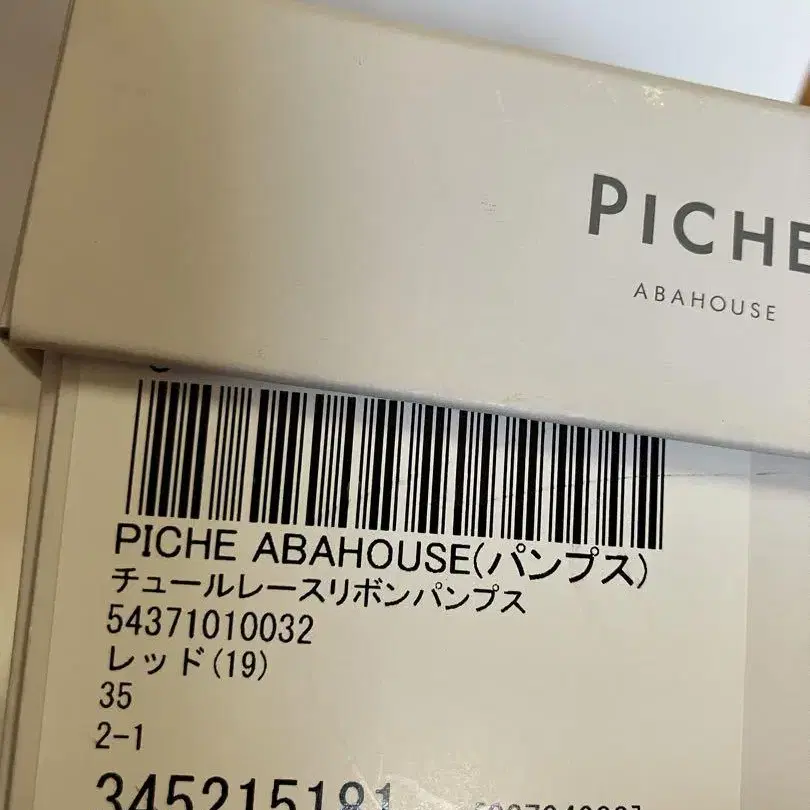 PICHE
ABAHOUSE
PICHE ABAHOUSE(パンプス)
チュールレースリボンパンプス
54371010032
レッド(19)
35
2-1
345215181